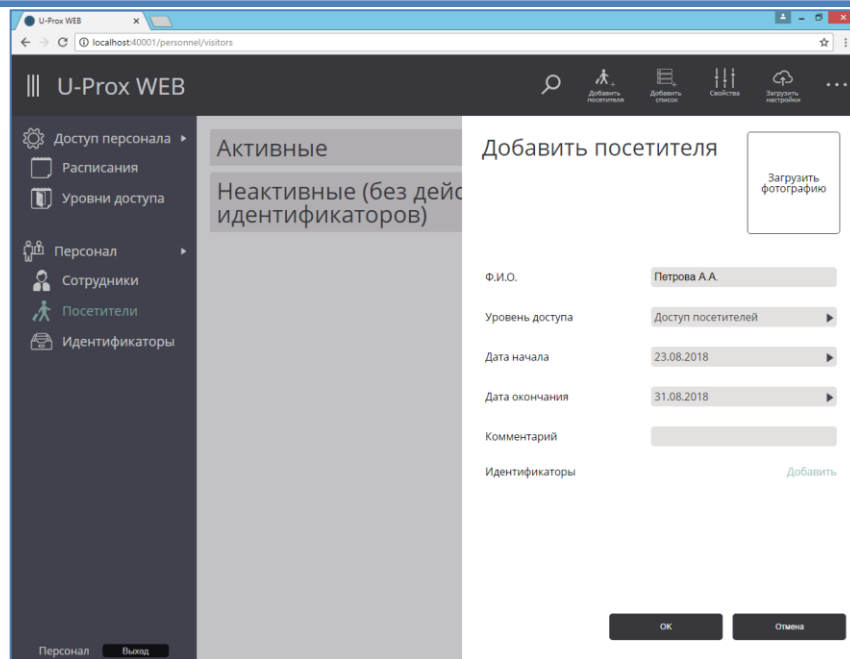 U-Prox WEB
localhost:40001/personnel/visitors
U-Prox WEB
Добавить
посетителя
Добавить
список
Свойства
Загрузить
настройки
Доступ персонала
Расписания
Уровни доступа
Персонал
Сотрудники
Посетители
Идентификаторы
Персонал
Выход
Активные
Неактивные (без дейс
идентификаторов)
Добавить посетителя
Загрузить
фотографию
Ф.И.О. Петрова А.А.
Уровень доступа Доступ посетителей
Дата начала 23.08.2018
Дата окончания 31.08.2018
Комментарий
Идентификаторы Добавить
OK Отмена